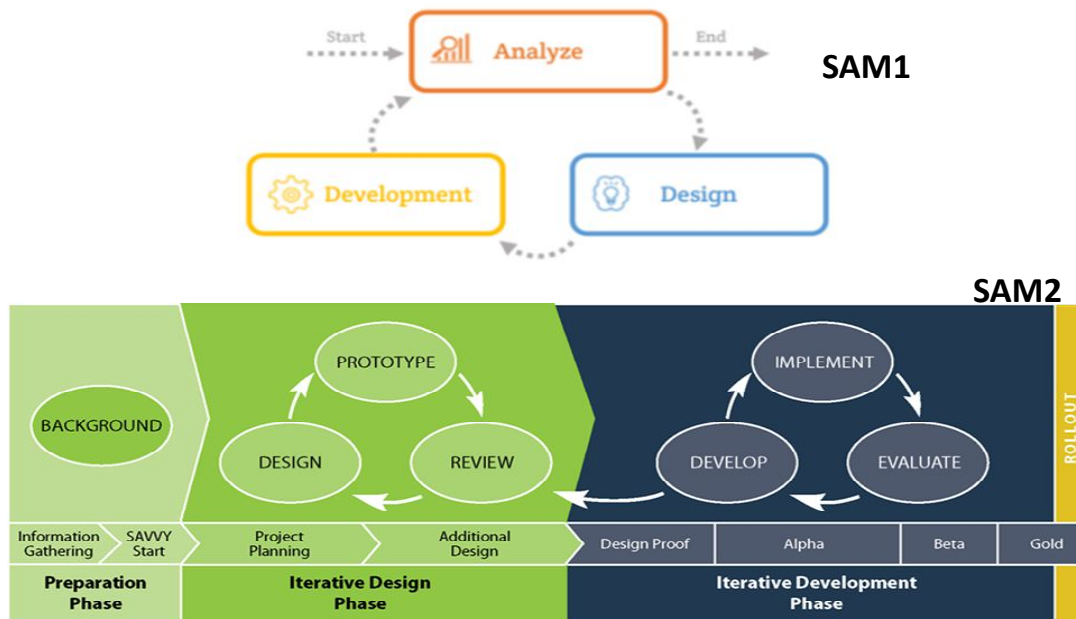 Start
Analyze
End
SAM1
Development
Design
SAM2
BACKGROUND
PROTOTYPE
DESIGN
REVIEW
IMPLEMENT
DEVELOP
EVALUATE
ROLLOUT
Information
Gathering
SAVVY
Start
Project
Planning
Additional
Design
Design Proof
Alpha
Beta
Gold
Preparation
Phase
Iterative Design
Phase
Iterative Development
Phase